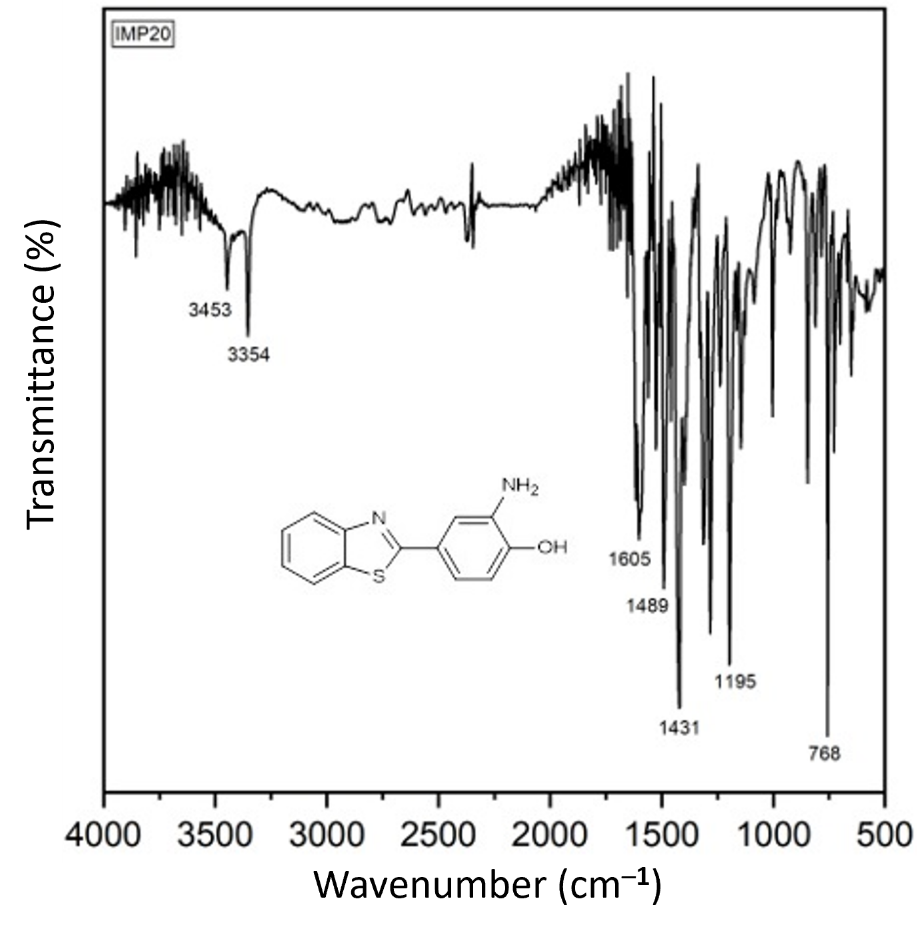 IMP20
Transmittance (%)
3453
3354
NH₂
N
OH
S
1605
1489
1195
1431
768
4000 3500 3000 2500 2000 1500 1000 500
Wavenumber (cm⁻¹)